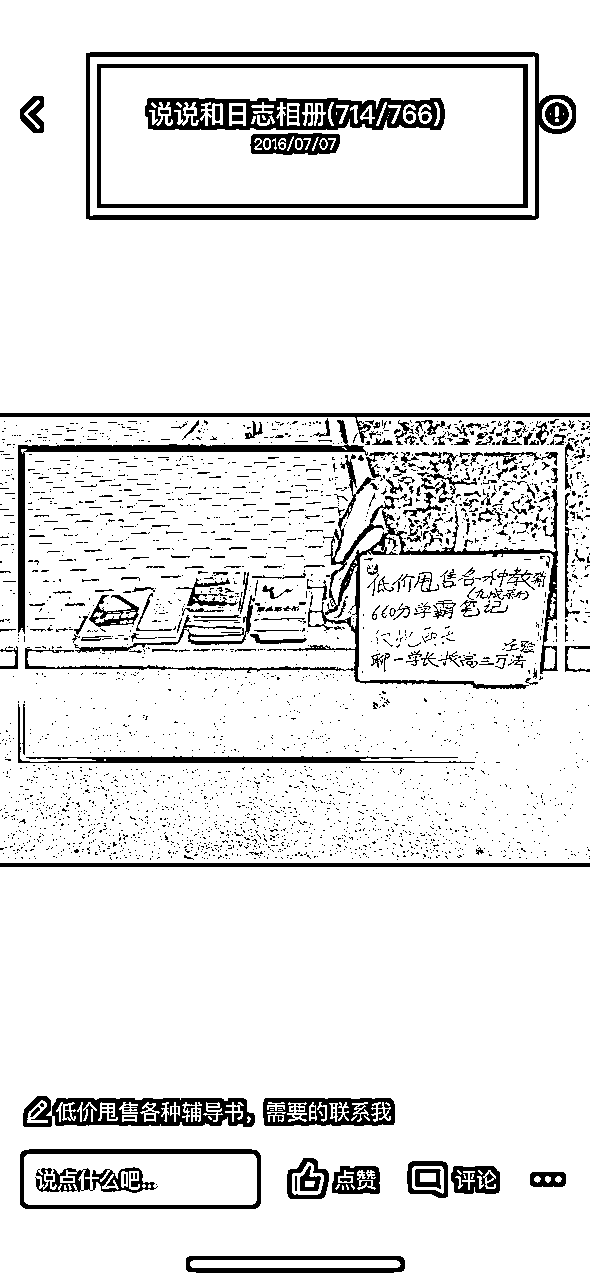 说说和日志相册(714/766)
2016/07/07
低价甩售各种教辅
(九成新)
660分学霸笔记
聊一学长长谈高三方法
低价甩售各种辅导书，需要的联系我
说点什么吧...
点赞
评论